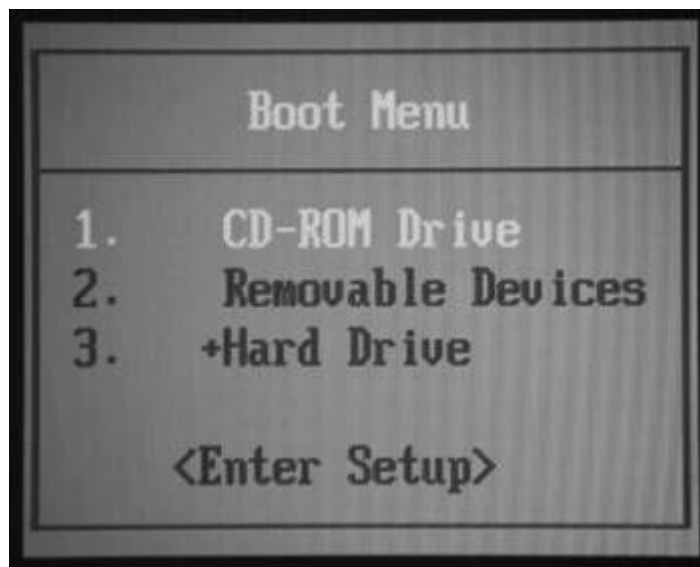 Boot Menu
1. CD-ROM Drive
2. Removable Devices
3. +Hard Drive
<Enter Setup>